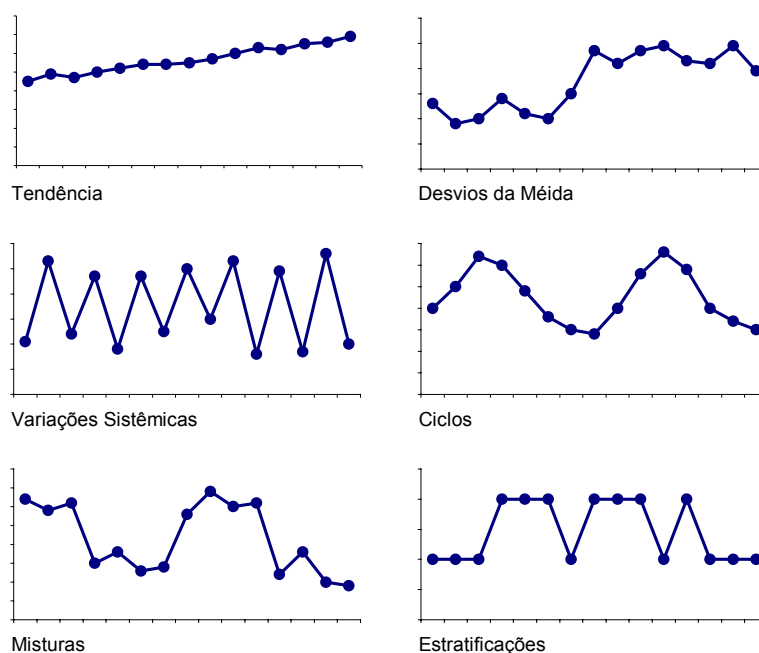 Tendência
Desvios da Méida
Variações Sistêmicas
Ciclos
Misturas
Estratificações